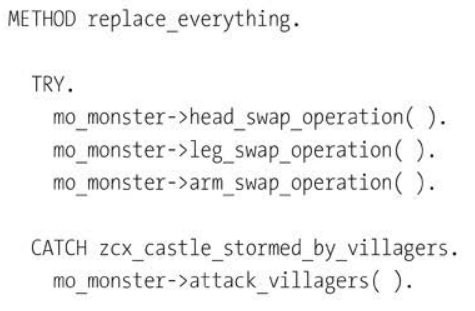 METHOD replace_everything.
TRY.
mo_monster->head_swap_operation( ).
mo_monster->leg_swap_operation( ).
mo_monster->arm_swap_operation( ).
CATCH zcx_castle_stormed_by_villagers.
mo_monster->attack_villagers( ).